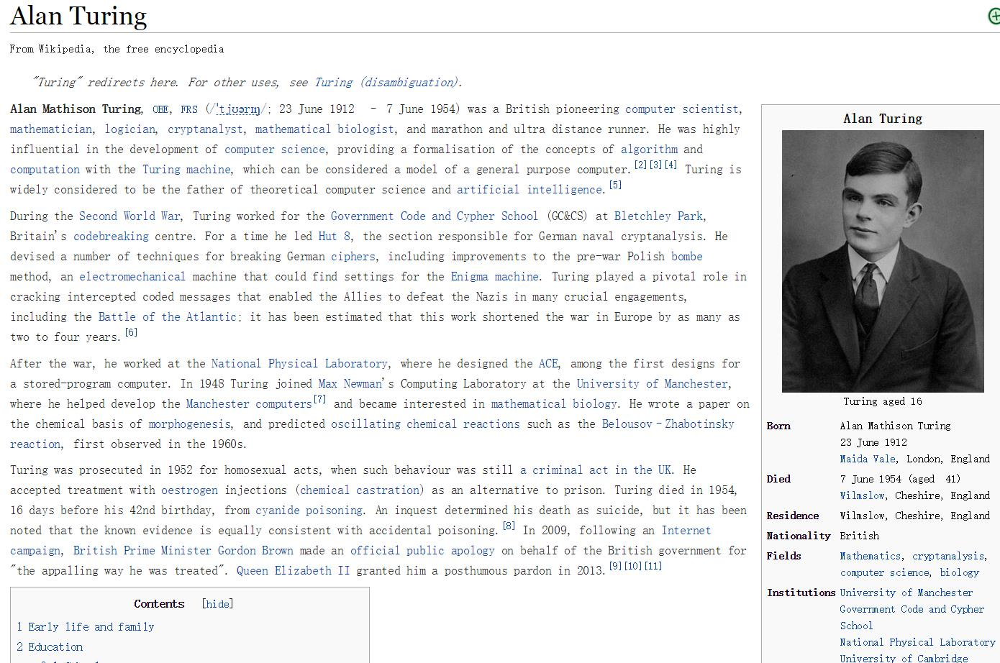 Alan Turing
From Wikipedia, the free encyclopedia
"Turing" redirects here. For other uses, see Turing (disambiguation).
Alan Mathison Turing, OBE, FRS (/ˈtjʊərɪŋ/; 23 June 1912 – 7 June 1954) was a British pioneering computer scientist,
mathematician, logician, cryptanalyst, mathematical biologist, and marathon and ultra distance runner. He was highly
influential in the development of computer science, providing a formalisation of the concepts of algorithm and
computation with the Turing machine, which can be considered a model of a general purpose computer.[2][3][4] Turing is
widely considered to be the father of theoretical computer science and artificial intelligence.[5]
During the Second World War, Turing worked for the Government Code and Cypher School (GC&CS) at Bletchley Park,
Britain's codebreaking centre. For a time he led Hut 8, the section responsible for German naval cryptanalysis. He
devised a number of techniques for breaking German ciphers, including improvements to the pre-war Polish bombe
method, an electromechanical machine that could find settings for the Enigma machine. Turing played a pivotal role in
cracking intercepted coded messages that enabled the Allies to defeat the Nazis in many crucial engagements,
including the Battle of the Atlantic; it has been estimated that this work shortened the war in Europe by as many as
two to four years.[6]
After the war, he worked at the National Physical Laboratory, where he designed the ACE, among the first designs for
a stored-program computer. In 1948 Turing joined Max Newman's Computing Laboratory at the University of Manchester,
where he helped develop the Manchester computers[7] and became interested in mathematical biology. He wrote a paper on
the chemical basis of morphogenesis, and predicted oscillating chemical reactions such as the Belousov–Zhabotinsky
reaction, first observed in the 1960s.
Turing was prosecuted in 1952 for homosexual acts, when such behaviour was still a criminal act in the UK. He
accepted treatment with oestrogen injections (chemical castration) as an alternative to prison. Turing died in 1954,
16 days before his 42nd birthday, from cyanide poisoning. An inquest determined his death as suicide, but it has been
noted that the known evidence is equally consistent with accidental poisoning.[8] In 2009, following an Internet
campaign, British Prime Minister Gordon Brown made an official public apology on behalf of the British government for
"the appalling way he was treated". Queen Elizabeth II granted him a posthumous pardon in 2013.[9][10][11]
Contents [hide]
1 Early life and family
2 Education
Alan Turing
Turing aged 16
Born Alan Mathison Turing
23 June 1912
Maida Vale, London, England
Died 7 June 1954 (aged 41)
Wilmslow, Cheshire, England
Residence Wilmslow, Cheshire, England
Nationality British
Fields Mathematics, cryptanalysis,
computer science, biology
Institutions University of Manchester
Government Code and Cypher
School
National Physical Laboratory
University of Cambridge